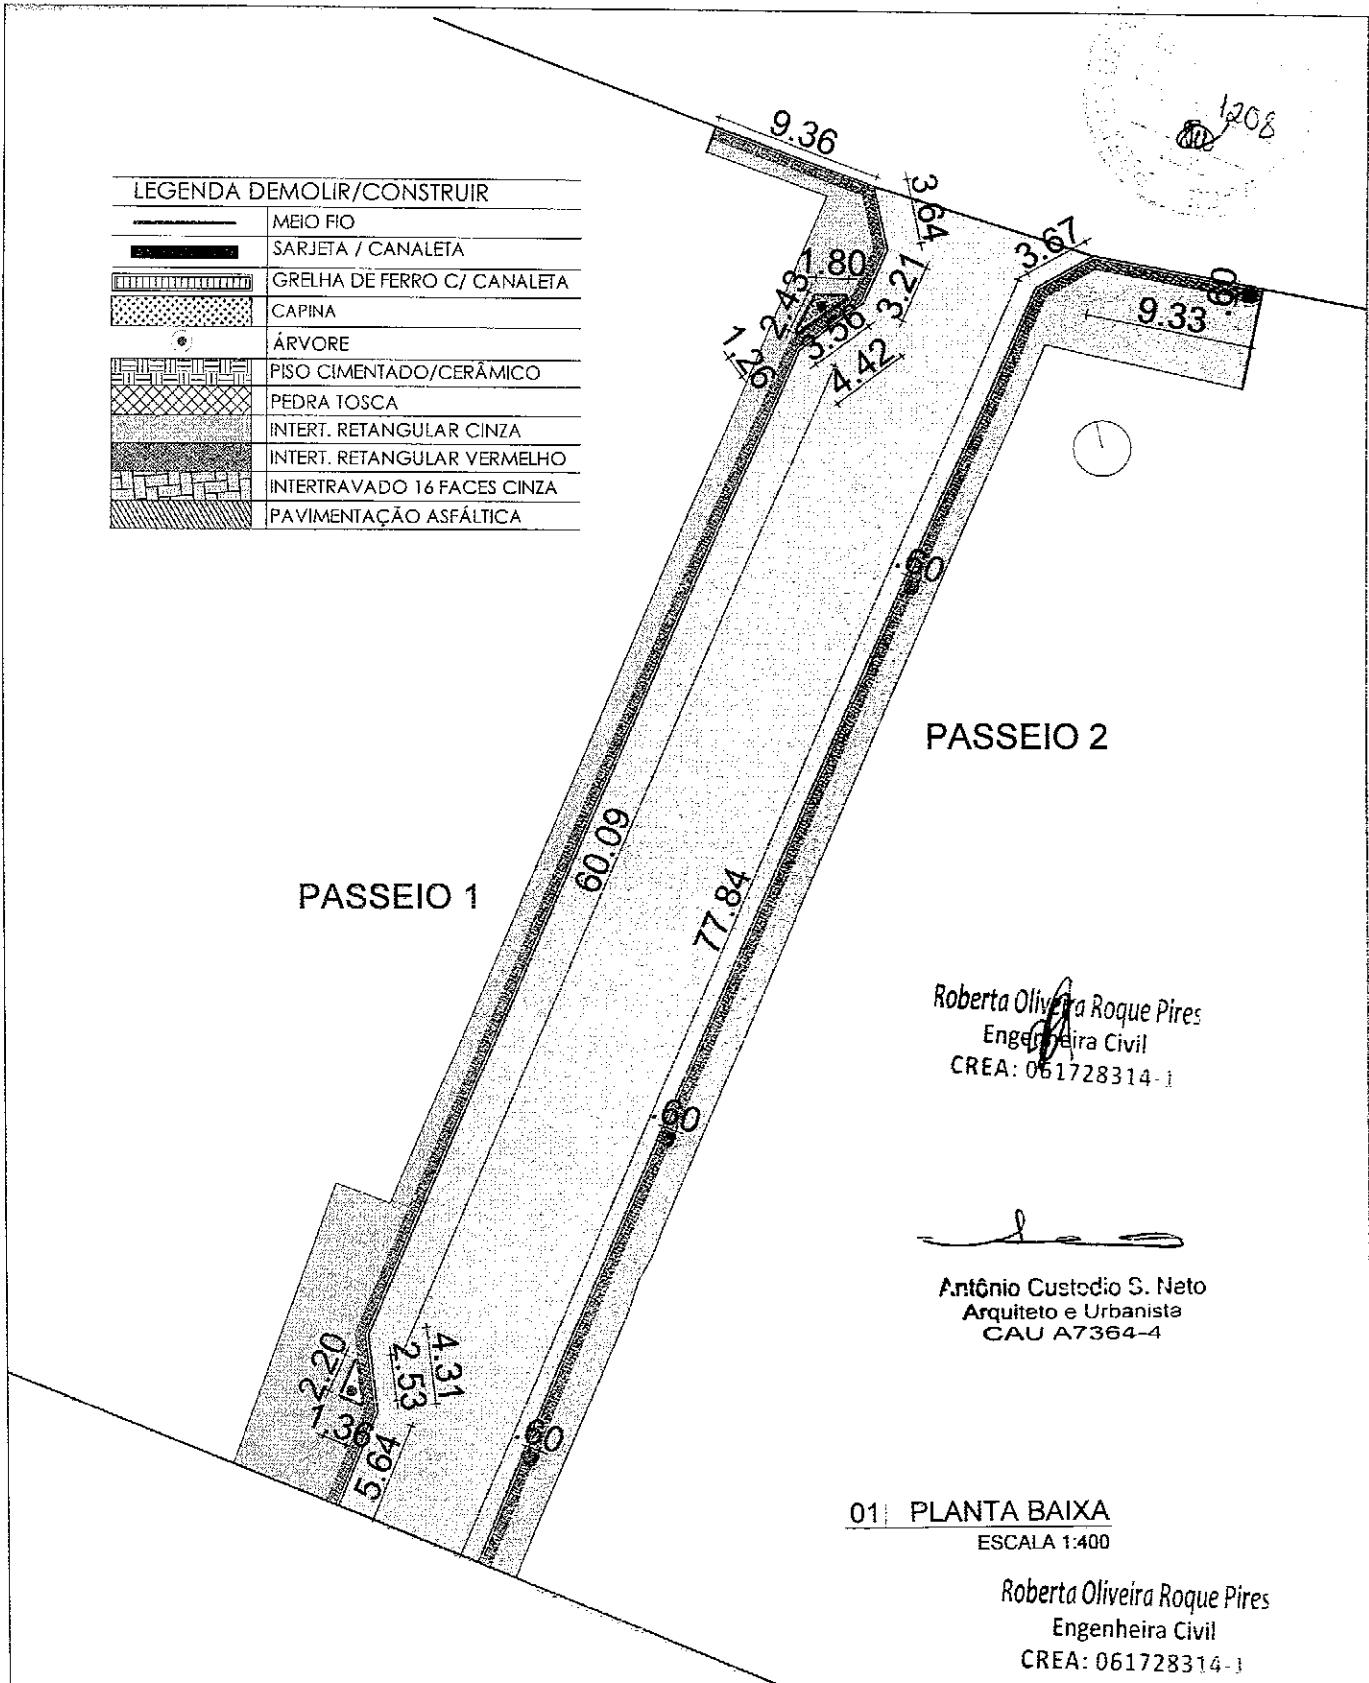 1208
LEGENDA DEMOLIR/CONSTRUIR
MEIO FIO
SARJETA / CANALETA
GRELHA DE FERRO C/ CANALETA
CAPINA
ÁRVORE
PISO CIMENTADO/CERÂMICO
PEDRA TOSCA
INTERT. RETANGULAR CINZA
INTERT. RETANGULAR VERMELHO
INTERTRAVADO 16 FACES CINZA
PAVIMENTAÇÃO ASFÁLTICA
9.36
3.64
3.67
1.80
3.21
2.43
3.56
1.26
4.42
.60
9.33
.60
PASSEIO 2
60.09
77.84
PASSEIO 1
Roberta Oliveira Roque Pires
Engenheira Civil
CREA: 061728314-1
.60
Antônio Custodio S. Neto
Arquiteto e Urbanista
CAU A7364-4
2.20
4.31
2.53
1.36
5.64
.60
01 PLANTA BAIXA
ESCALA 1:400
Roberta Oliveira Roque Pires
Engenheira Civil
CREA: 061728314-1